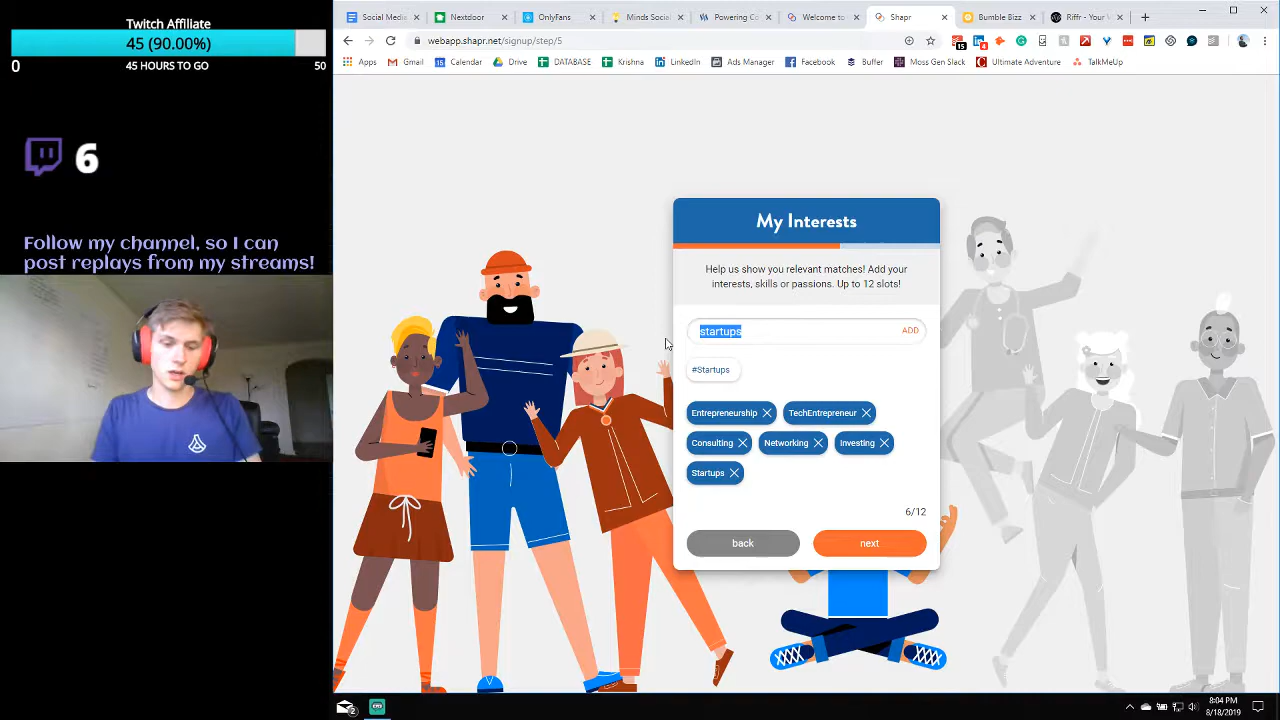 Twitch Affiliate
45 (90.00%)
0
45 HOURS TO GO
50
6
Follow my channel, so I can
post replays from my streams!
Social Media
Nextdoor
OnlyFans
Minds Social
Powering Co
Welcome to
Shapr
Bumble Bizz
Riffr - Your V
webapp.shapr.net/signup/step/5
15
4
Apps
Gmail
Calendar
Drive
DATABASE
Krishna
LinkedIn
Ads Manager
Facebook
Buffer
Moss Gen Slack
Ultimate Adventure
TalkMeUp
My Interests
Help us show you relevant matches! Add your
interests, skills or passions. Up to 12 slots!
startups
ADD
#Startups
Entrepreneurship
TechEntrepreneur
Consulting
Networking
Investing
Startups
6/12
back
next
2
8:04 PM
8/18/2019